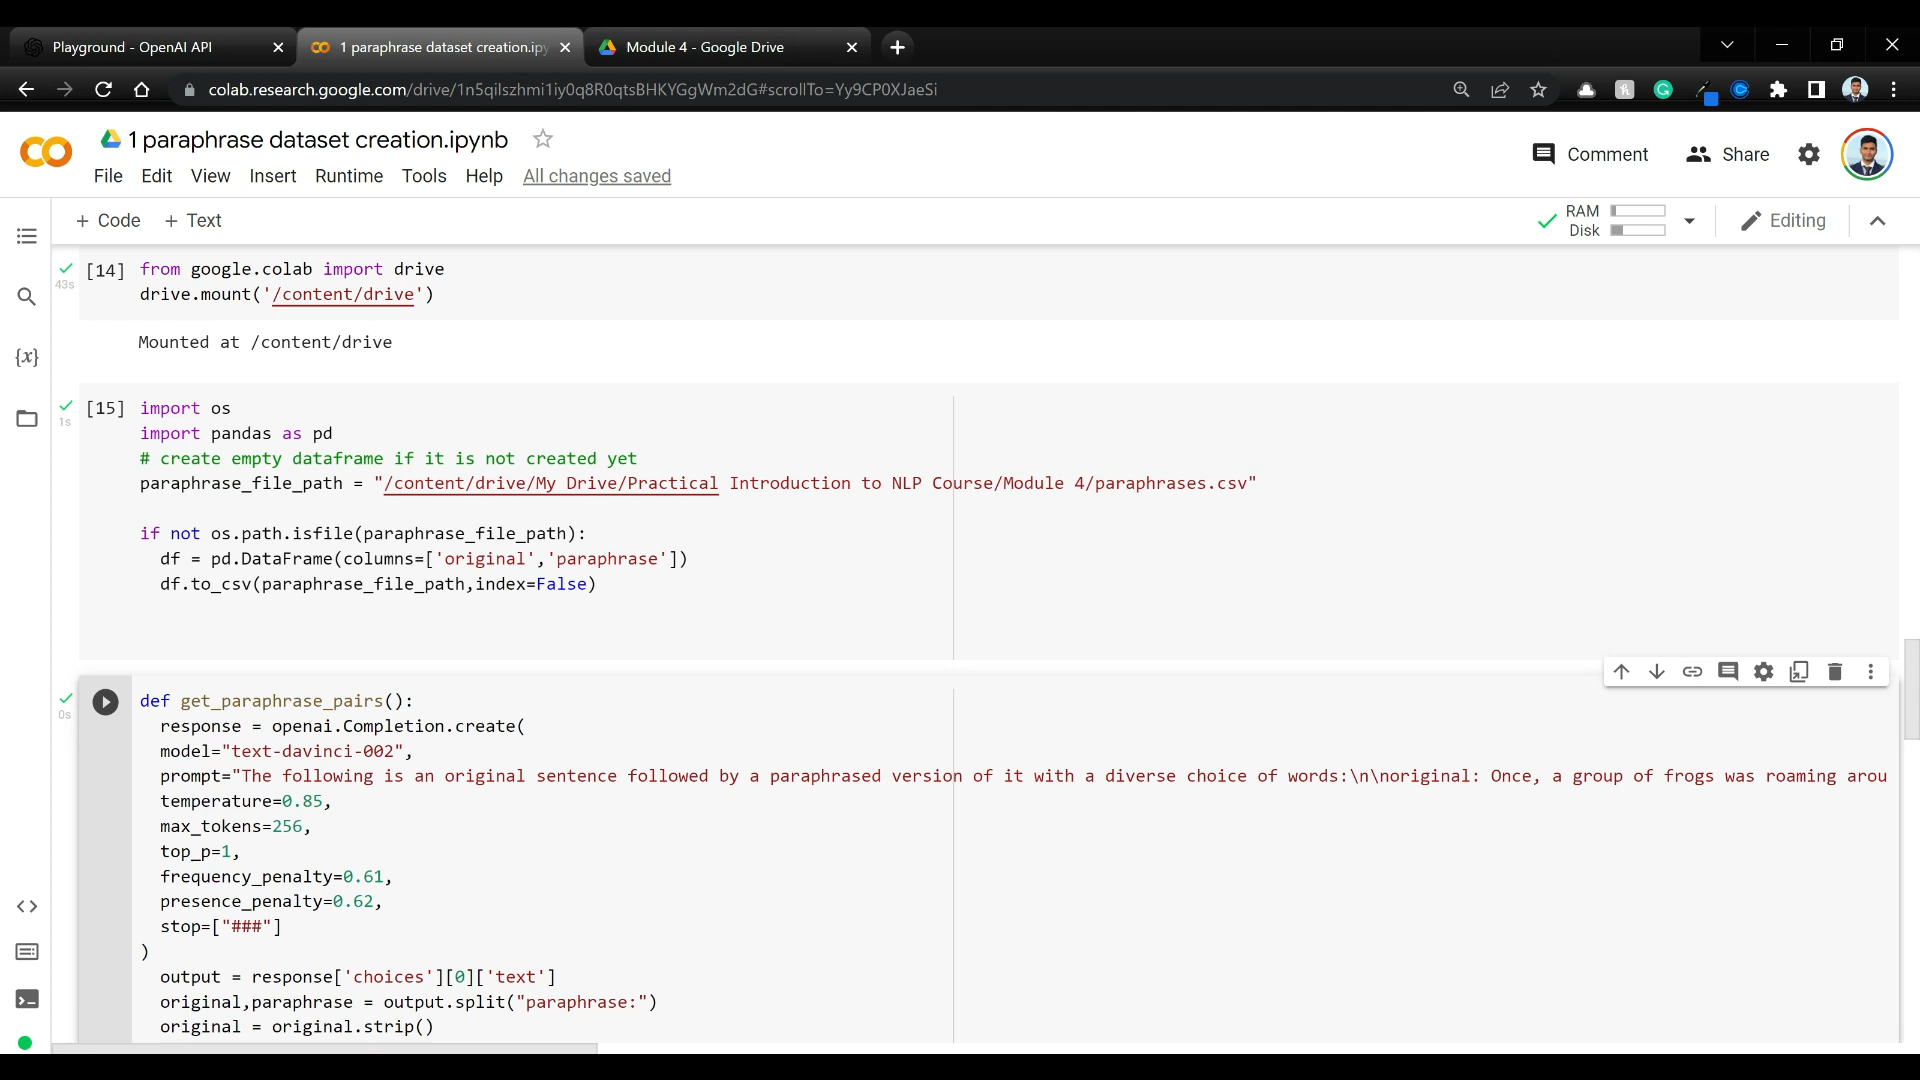 Playground - OpenAI API
1 paraphrase dataset creation.ipy
Module 4 - Google Drive
colab.research.google.com/drive/1n5qilszhmi1iy0q8R0qtsBHKYGgWm2dG#scrollTo=Yy9CP0XJaeSi
1 paraphrase dataset creation.ipynb
Comment
Share
File Edit View Insert Runtime Tools Help All changes saved
+ Code + Text
RAM
Disk
Editing
[14] from google.colab import drive
43s
drive.mount('/content/drive')
Mounted at /content/drive
{x}
[15] import os
1s
import pandas as pd
# create empty dataframe if it is not created yet
paraphrase_file_path = "/content/drive/My Drive/Practical Introduction to NLP Course/Module 4/paraphrases.csv"
if not os.path.isfile(paraphrase_file_path):
df = pd.DataFrame(columns=['original','paraphrase'])
df.to_csv(paraphrase_file_path,index=False)
def get_paraphrase_pairs():
0s
response = openai.Completion.create(
model="text-davinci-002",
prompt="The following is an original sentence followed by a paraphrased version of it with a diverse choice of words:\n\noriginal: Once, a group of frogs was roaming arou
temperature=0.85,
max_tokens=256,
top_p=1,
frequency_penalty=0.61,
presence_penalty=0.62,
stop=["###"]
)
output = response['choices'][0]['text']
original,paraphrase = output.split("paraphrase:")
original = original.strip()